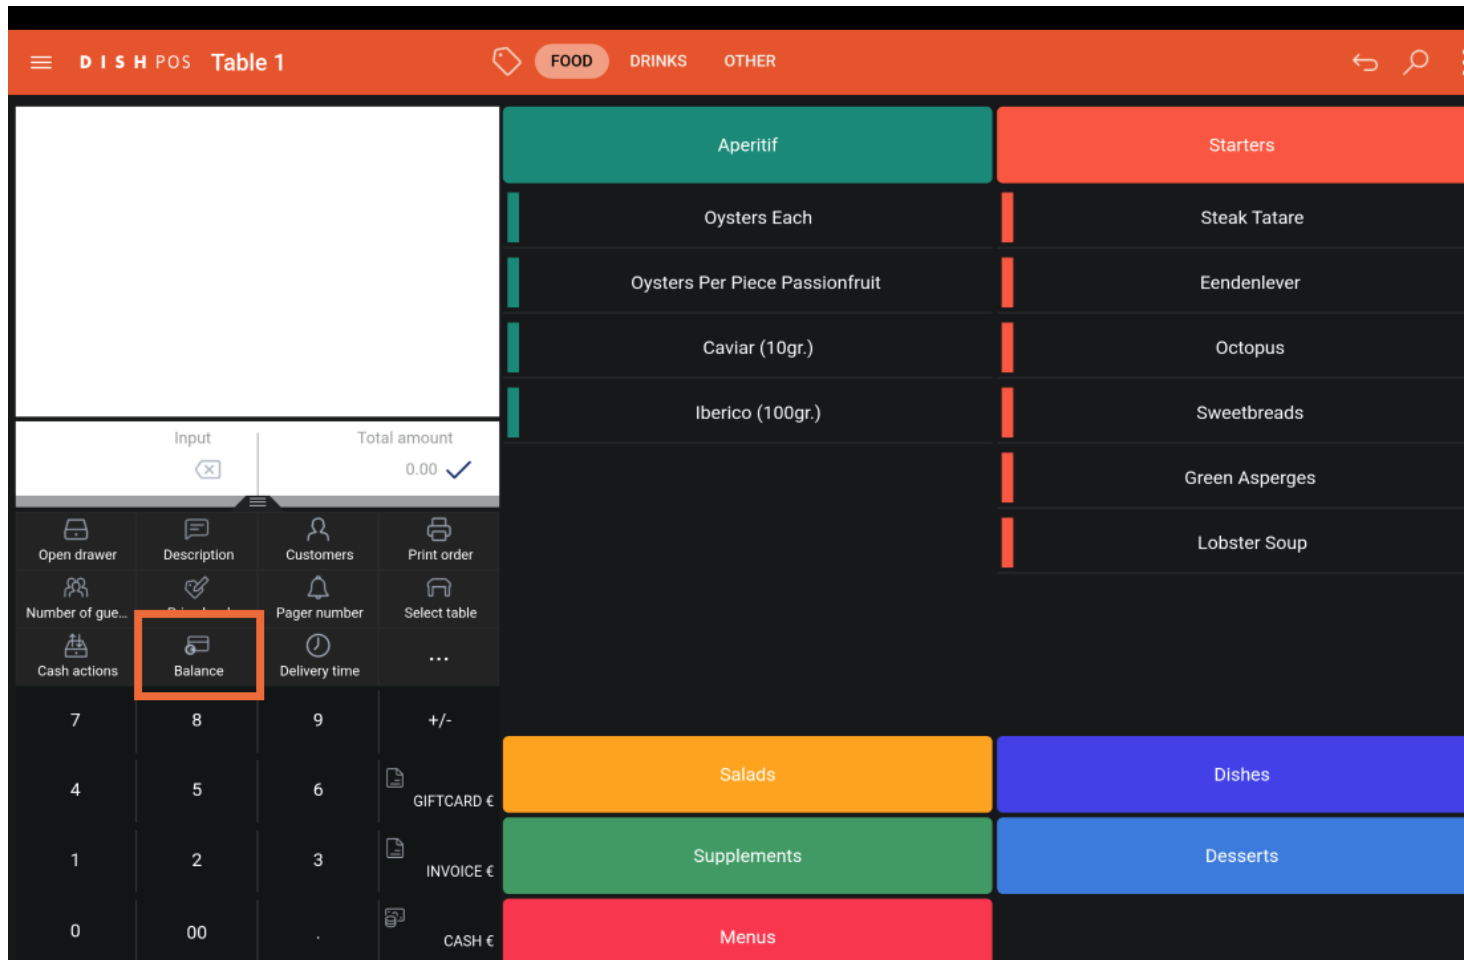 DISH POS Table 1
FOOD DRINKS OTHER
Aperitif
Starters
Oysters Each
Steak Tatare
Oysters Per Piece Passionfruit
Eendenlever
Caviar (10gr.)
Octopus
Iberico (100gr.)
Sweetbreads
Green Asperges
Lobster Soup
Input
Total amount
0.00
Open drawer
Description
Customers
Print order
Number of gue...
Pager number
Select table
Cash actions
Balance
Delivery time
...
7 8 9 +/-
4 5 6 GIFTCARD €
1 2 3 INVOICE €
0 00 . CASH €
Salads
Dishes
Supplements
Desserts
Menus